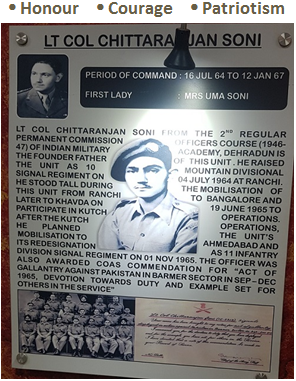 • Honour • Courage • Patriotism
LT COL CHITTARANJAN SONI
PERIOD OF COMMAND : 16 JUL 64 TO 12 JAN 67
FIRST LADY : MRS UMA SONI
LT COL CHITTARANJAN SONI FROM THE 2ND REGULAR
PERMANENT COMMISSION OFFICERS COURSE (1946-
47) OF INDIAN MILITARY ACADEMY, DEHRADUN IS
THE FOUNDER FATHER OF THIS UNIT. HE RAISED
THE UNIT AS 10 MOUNTAIN DIVISIONAL
SIGNAL REGIMENT ON 04 JULY 1964 AT RANCHI.
HE STOOD TALL DURING THE MOBILISATION OF
THIS UNIT FROM RANCHI TO BANGALORE AND
LATER TO KHAVDA ON 19 JUNE 1965 TO
PARTICIPATE IN KUTCH OPERATIONS.
AFTER THE KUTCH OPERATIONS,
HE PLANNED THE UNIT'S
MOBILISATION TO AHMEDABAD AND
ITS REDESIGNATION AS 11 INFANTRY
DIVISION SIGNAL REGIMENT ON 01 NOV 1965. THE OFFICER WAS
ALSO AWARDED COAS COMMENDATION FOR "ACT OF
GALLANTRY AGAINST PAKISTAN IN BARMER SECTOR IN SEP – DEC
1965, DEVOTION TOWARDS DUTY AND EXAMPLE SET FOR
OTHERS IN THE SERVICE"